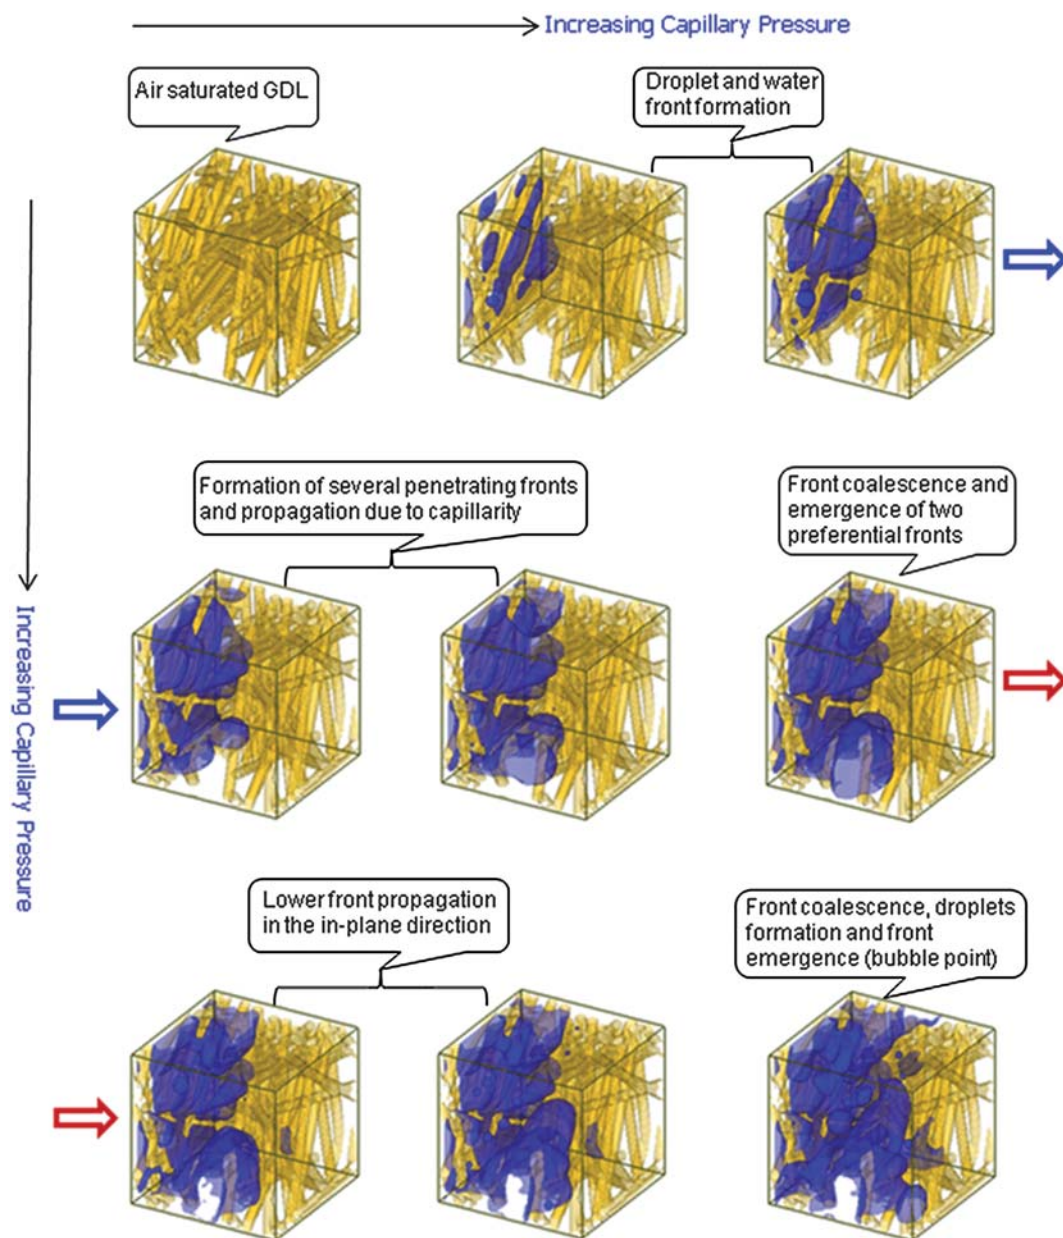 Increasing Capillary Pressure
Air saturated GDL
Droplet and water
front formation
Formation of several penetrating fronts
and propagation due to capillarity
Front coalescence and
emergence of two
preferential fronts
Increasing Capillary Pressure
Lower front propagation
in the in-plane direction
Front coalescence, droplets
formation and front
emergence (bubble point)